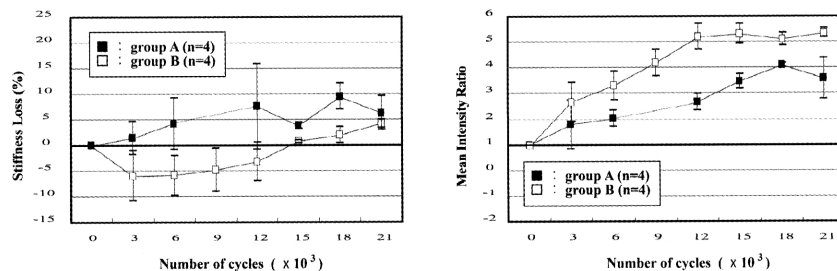 25
20
15
10
5
0
-5
-10
-15
Stiffness Loss (%)
: group A (n=4)
: group B (n=4)
0 3 6 9 12 15 18 21
Number of cycles ( × 10³)
6
5
4
3
2
1
1
0
-1
-2
Mean Intensity Ratio
: group A (n=4)
: group B (n=4)
0 3 6 9 12 15 18 21
Number of cycles ( × 10³)